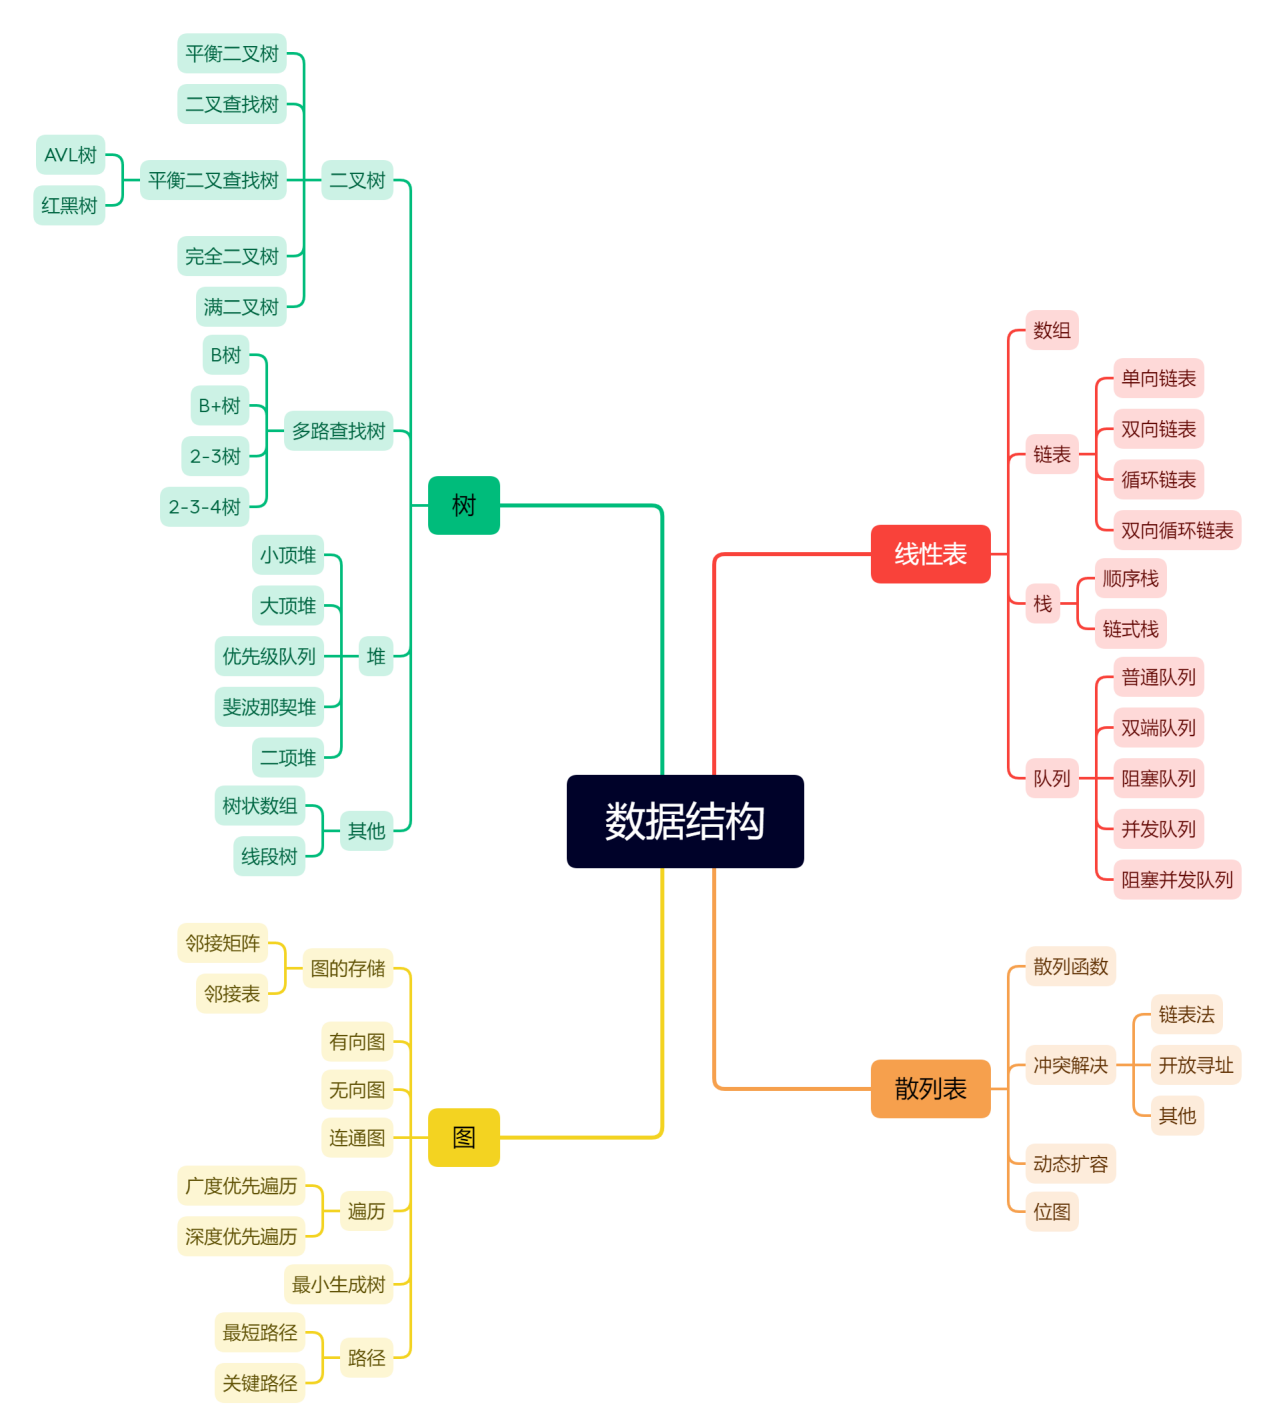 数据结构
线性表
数组
链表
单向链表
双向链表
循环链表
双向循环链表
栈
顺序栈
链式栈
队列
普通队列
双端队列
阻塞队列
并发队列
阻塞并发队列
散列表
散列函数
冲突解决
链表法
开放寻址
其他
动态扩容
位图
树
二叉树
平衡二叉树
二叉查找树
平衡二叉查找树
AVL树
红黑树
完全二叉树
满二叉树
多路查找树
B树
B+树
2-3树
2-3-4树
堆
小顶堆
大顶堆
优先级队列
斐波那契堆
二项堆
其他
树状数组
线段树
图
图的存储
邻接矩阵
邻接表
有向图
无向图
连通图
遍历
广度优先遍历
深度优先遍历
最小生成树
路径
最短路径
关键路径